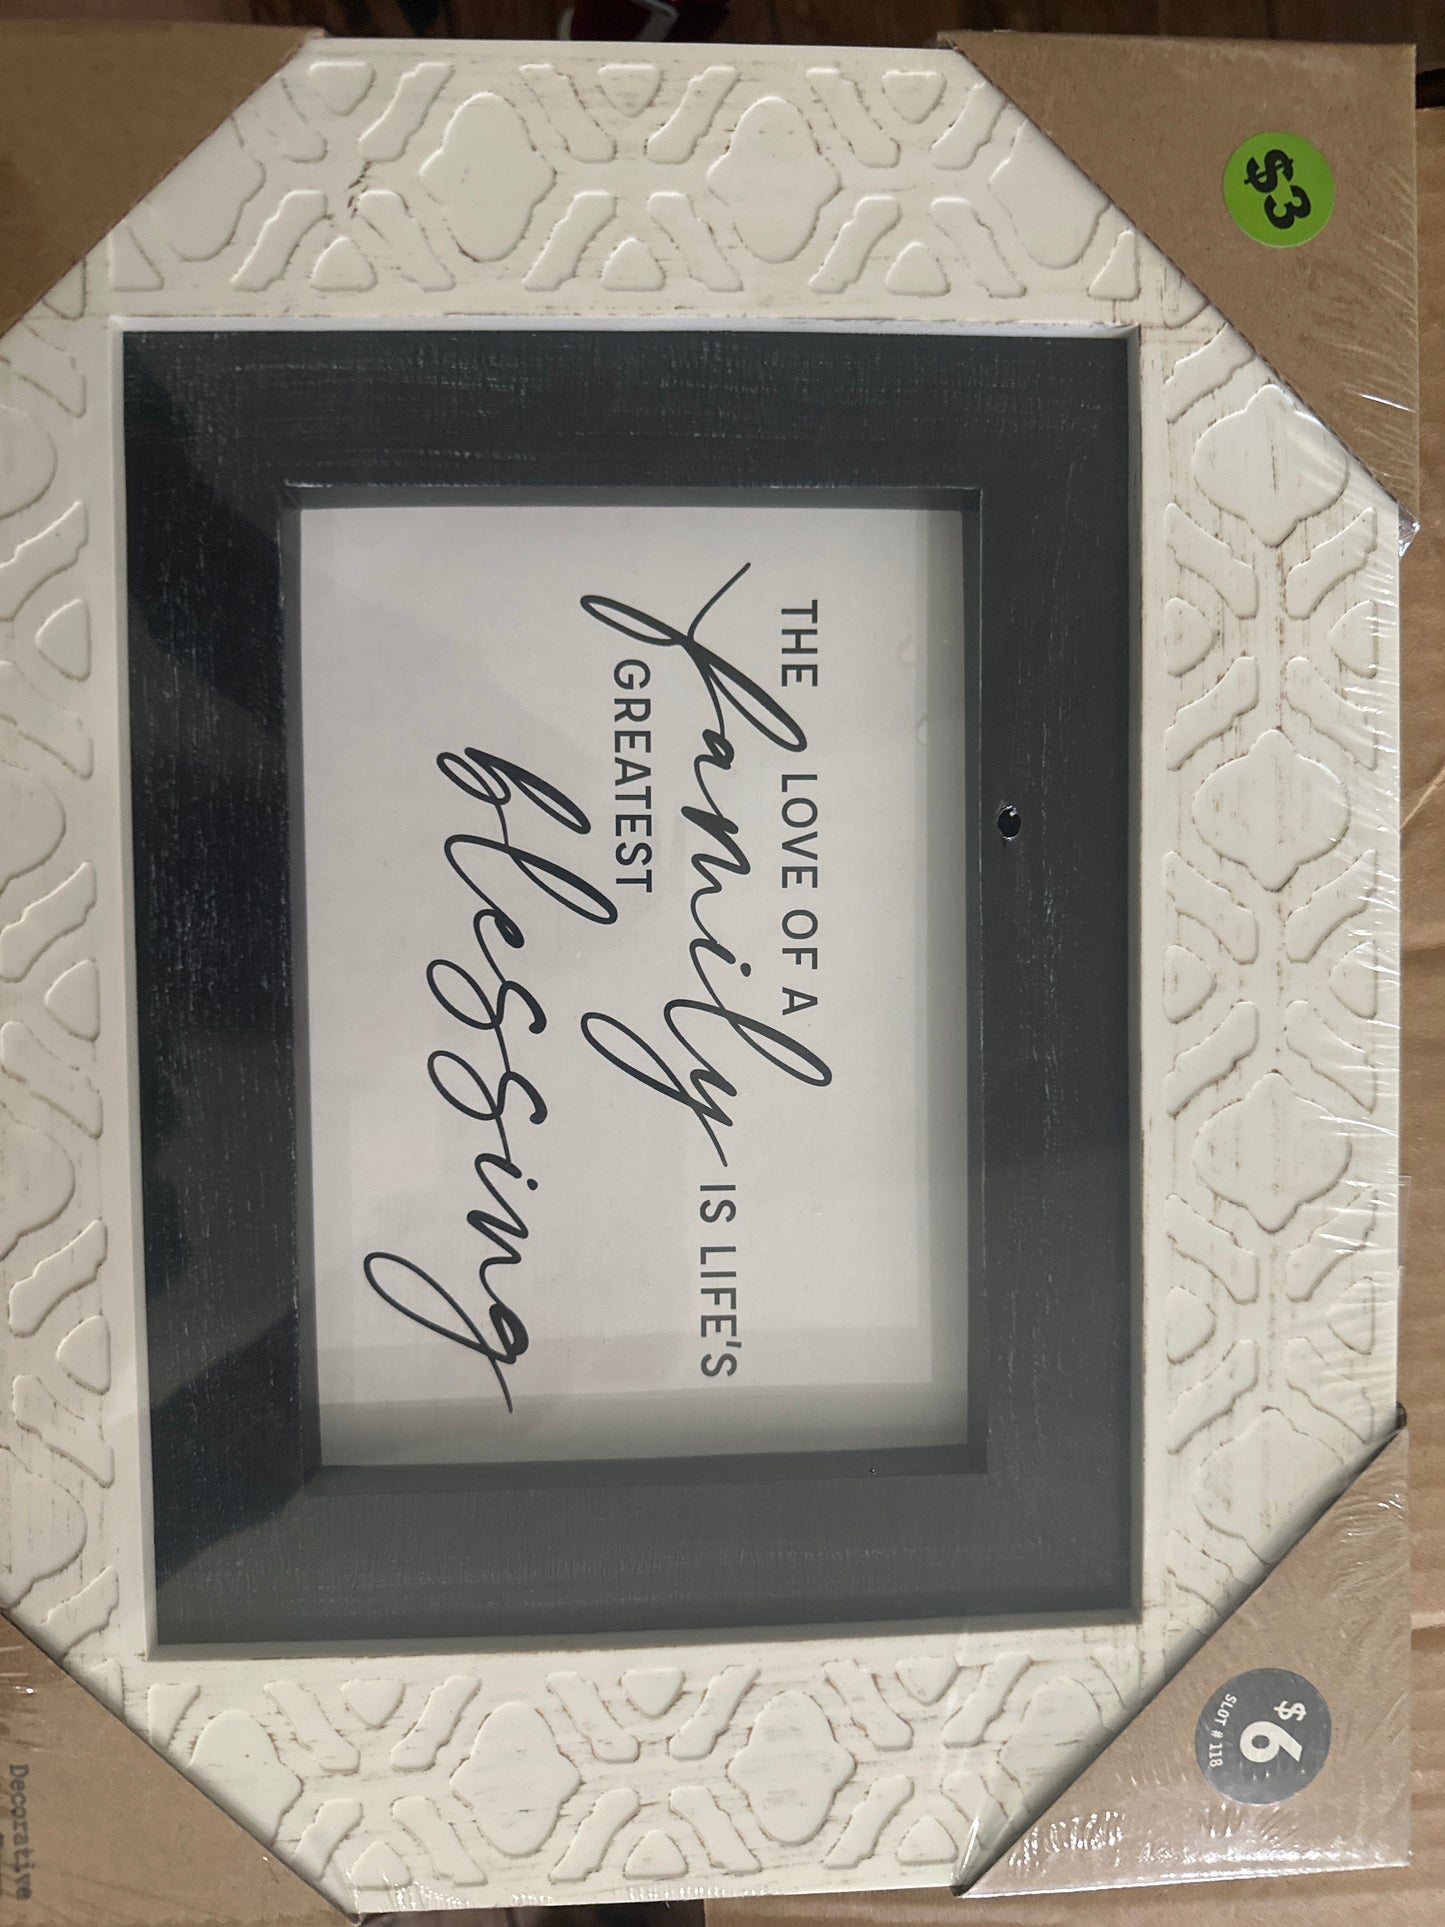 $3
THE LOVE OF A
family IS LIFE'S
GREATEST
blessing
$6
SLOT #118
Decorative